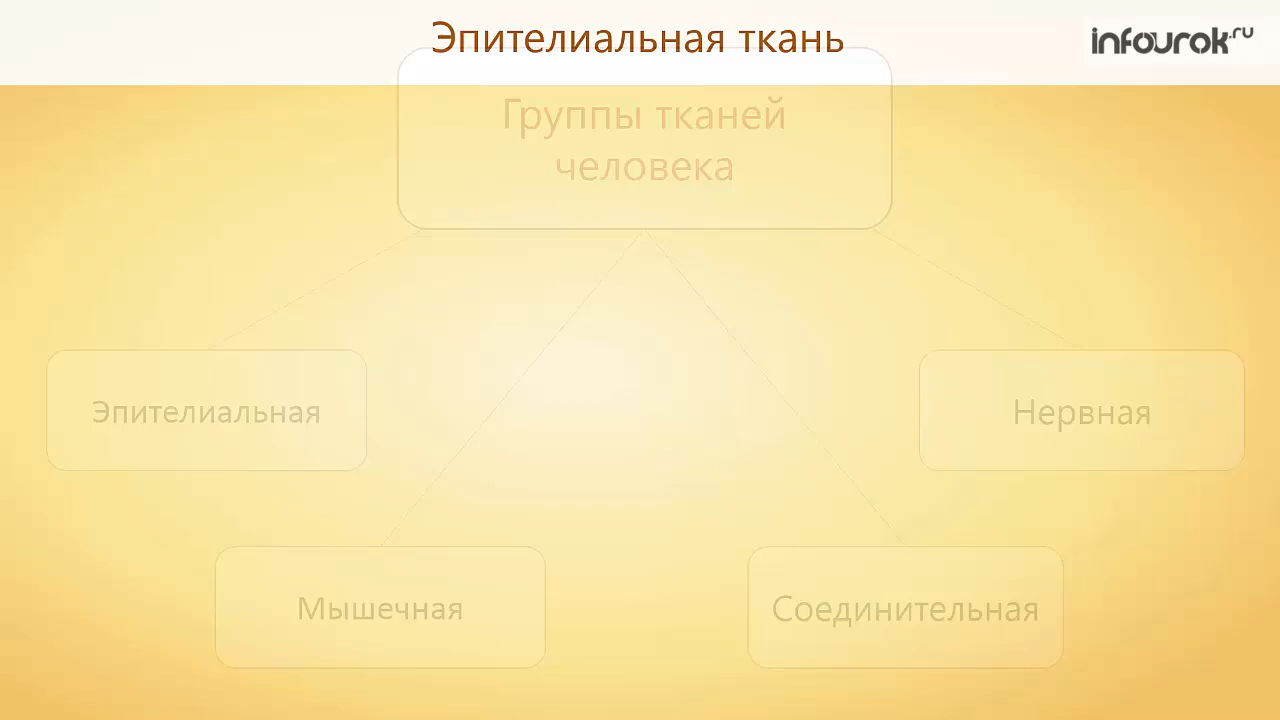 Эпителиальная ткань
infourok.ru
Группы тканей
человека
Эпителиальная
Нервная
Мышечная
Соединительная